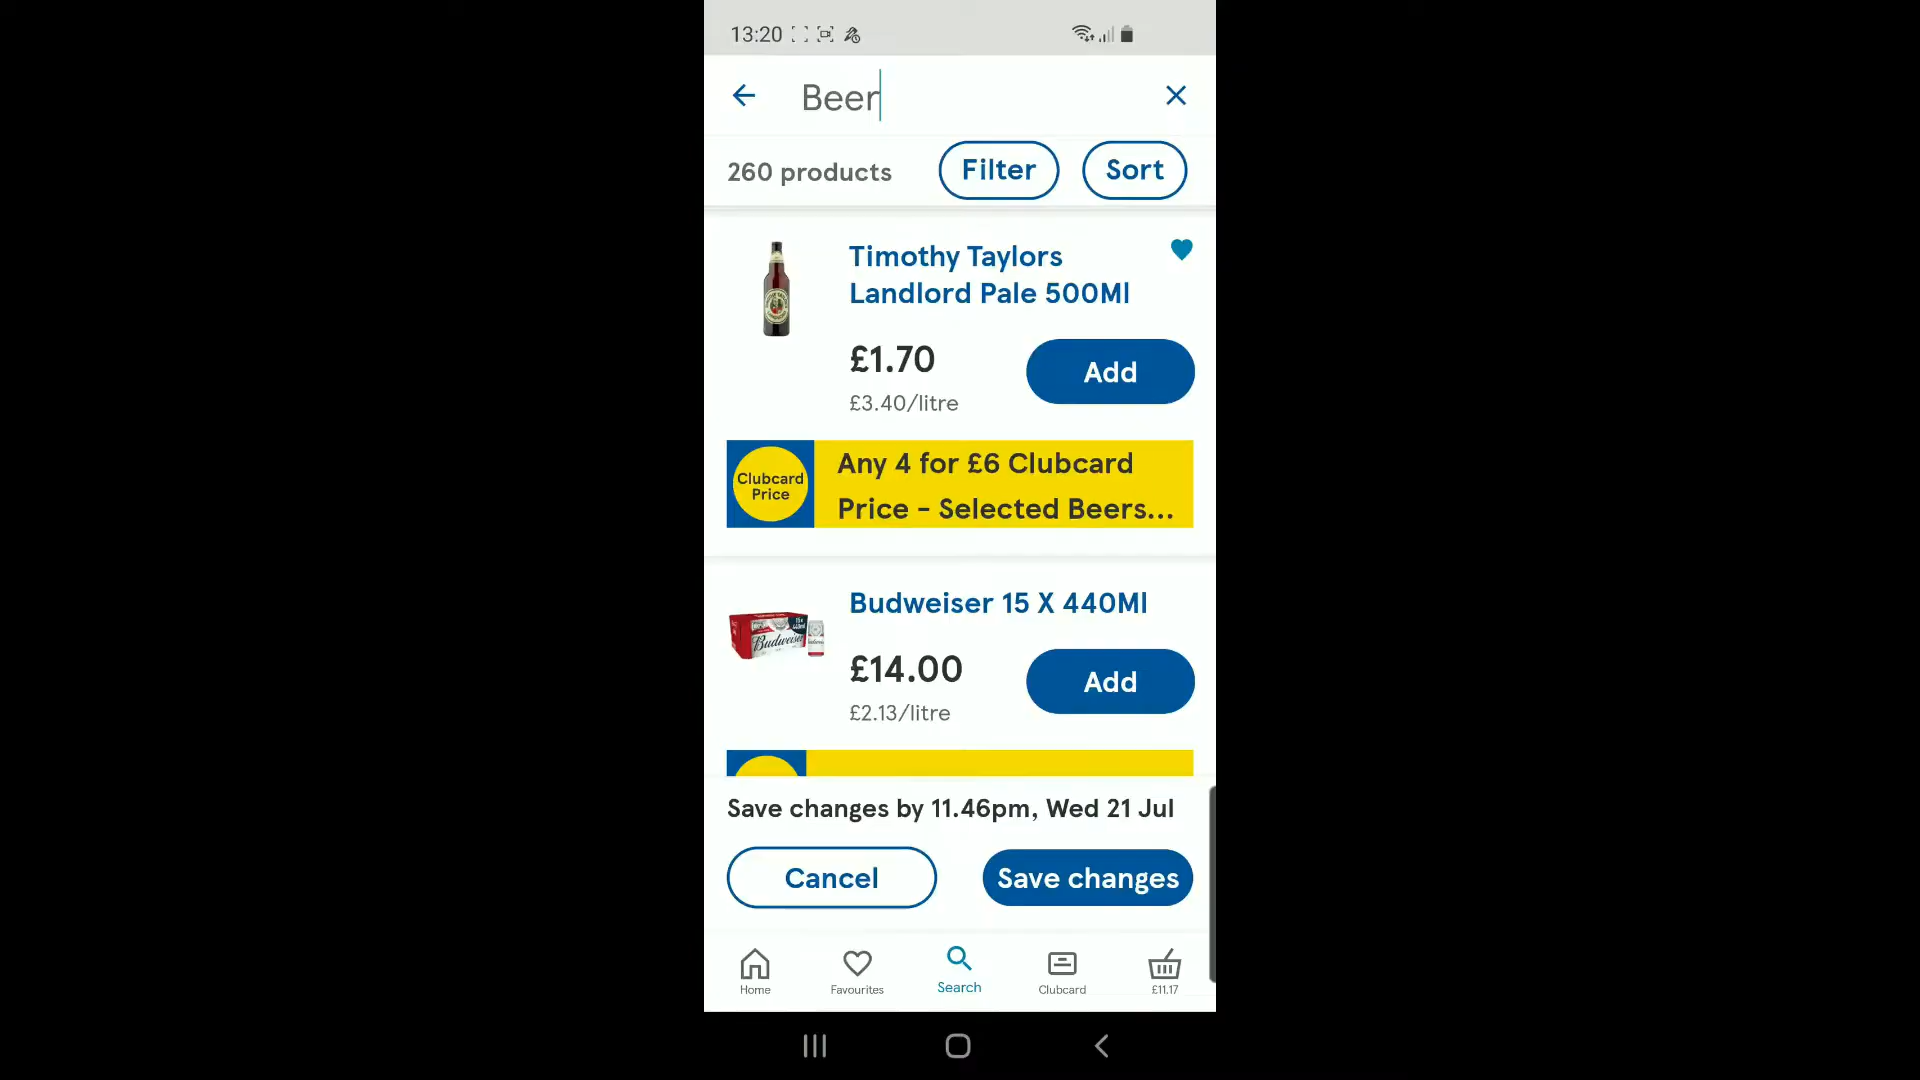 13:20
Beer
260 products
Filter
Sort
Timothy Taylors
Landlord Pale 500Ml
£1.70
Add
£3.40/litre
Clubcard
Price
Any 4 for £6 Clubcard
Price - Selected Beers...
Budweiser 15 X 440Ml
Budweiser
£14.00
Add
£2.13/litre
Save changes by 11.46pm, Wed 21 Jul
Cancel
Save changes
Home
Favourites
Search
Clubcard
£11.17